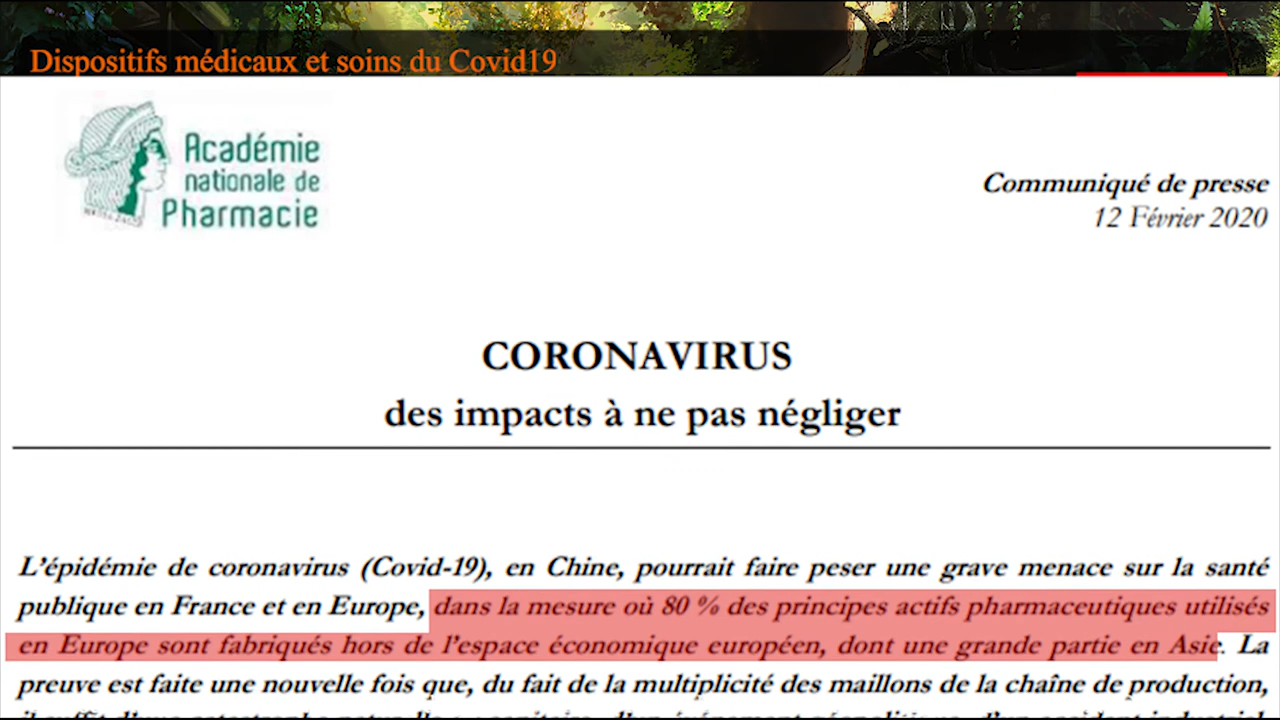 Dispositifs médicaux et soins du Covid19
Académie
nationale de
Pharmacie
Communiqué de presse
12 Février 2020
CORONAVIRUS
des impacts à ne pas négliger
L'épidémie de coronavirus (Covid-19), en Chine, pourrait faire peser une grave menace sur la santé
publique en France et en Europe, dans la mesure où 80 % des principes actifs pharmaceutiques utilisés
en Europe sont fabriqués hors de l'espace économique européen, dont une grande partie en Asie. La
preuve est faite une nouvelle fois que, du fait de la multiplicité des maillons de la chaîne de production,